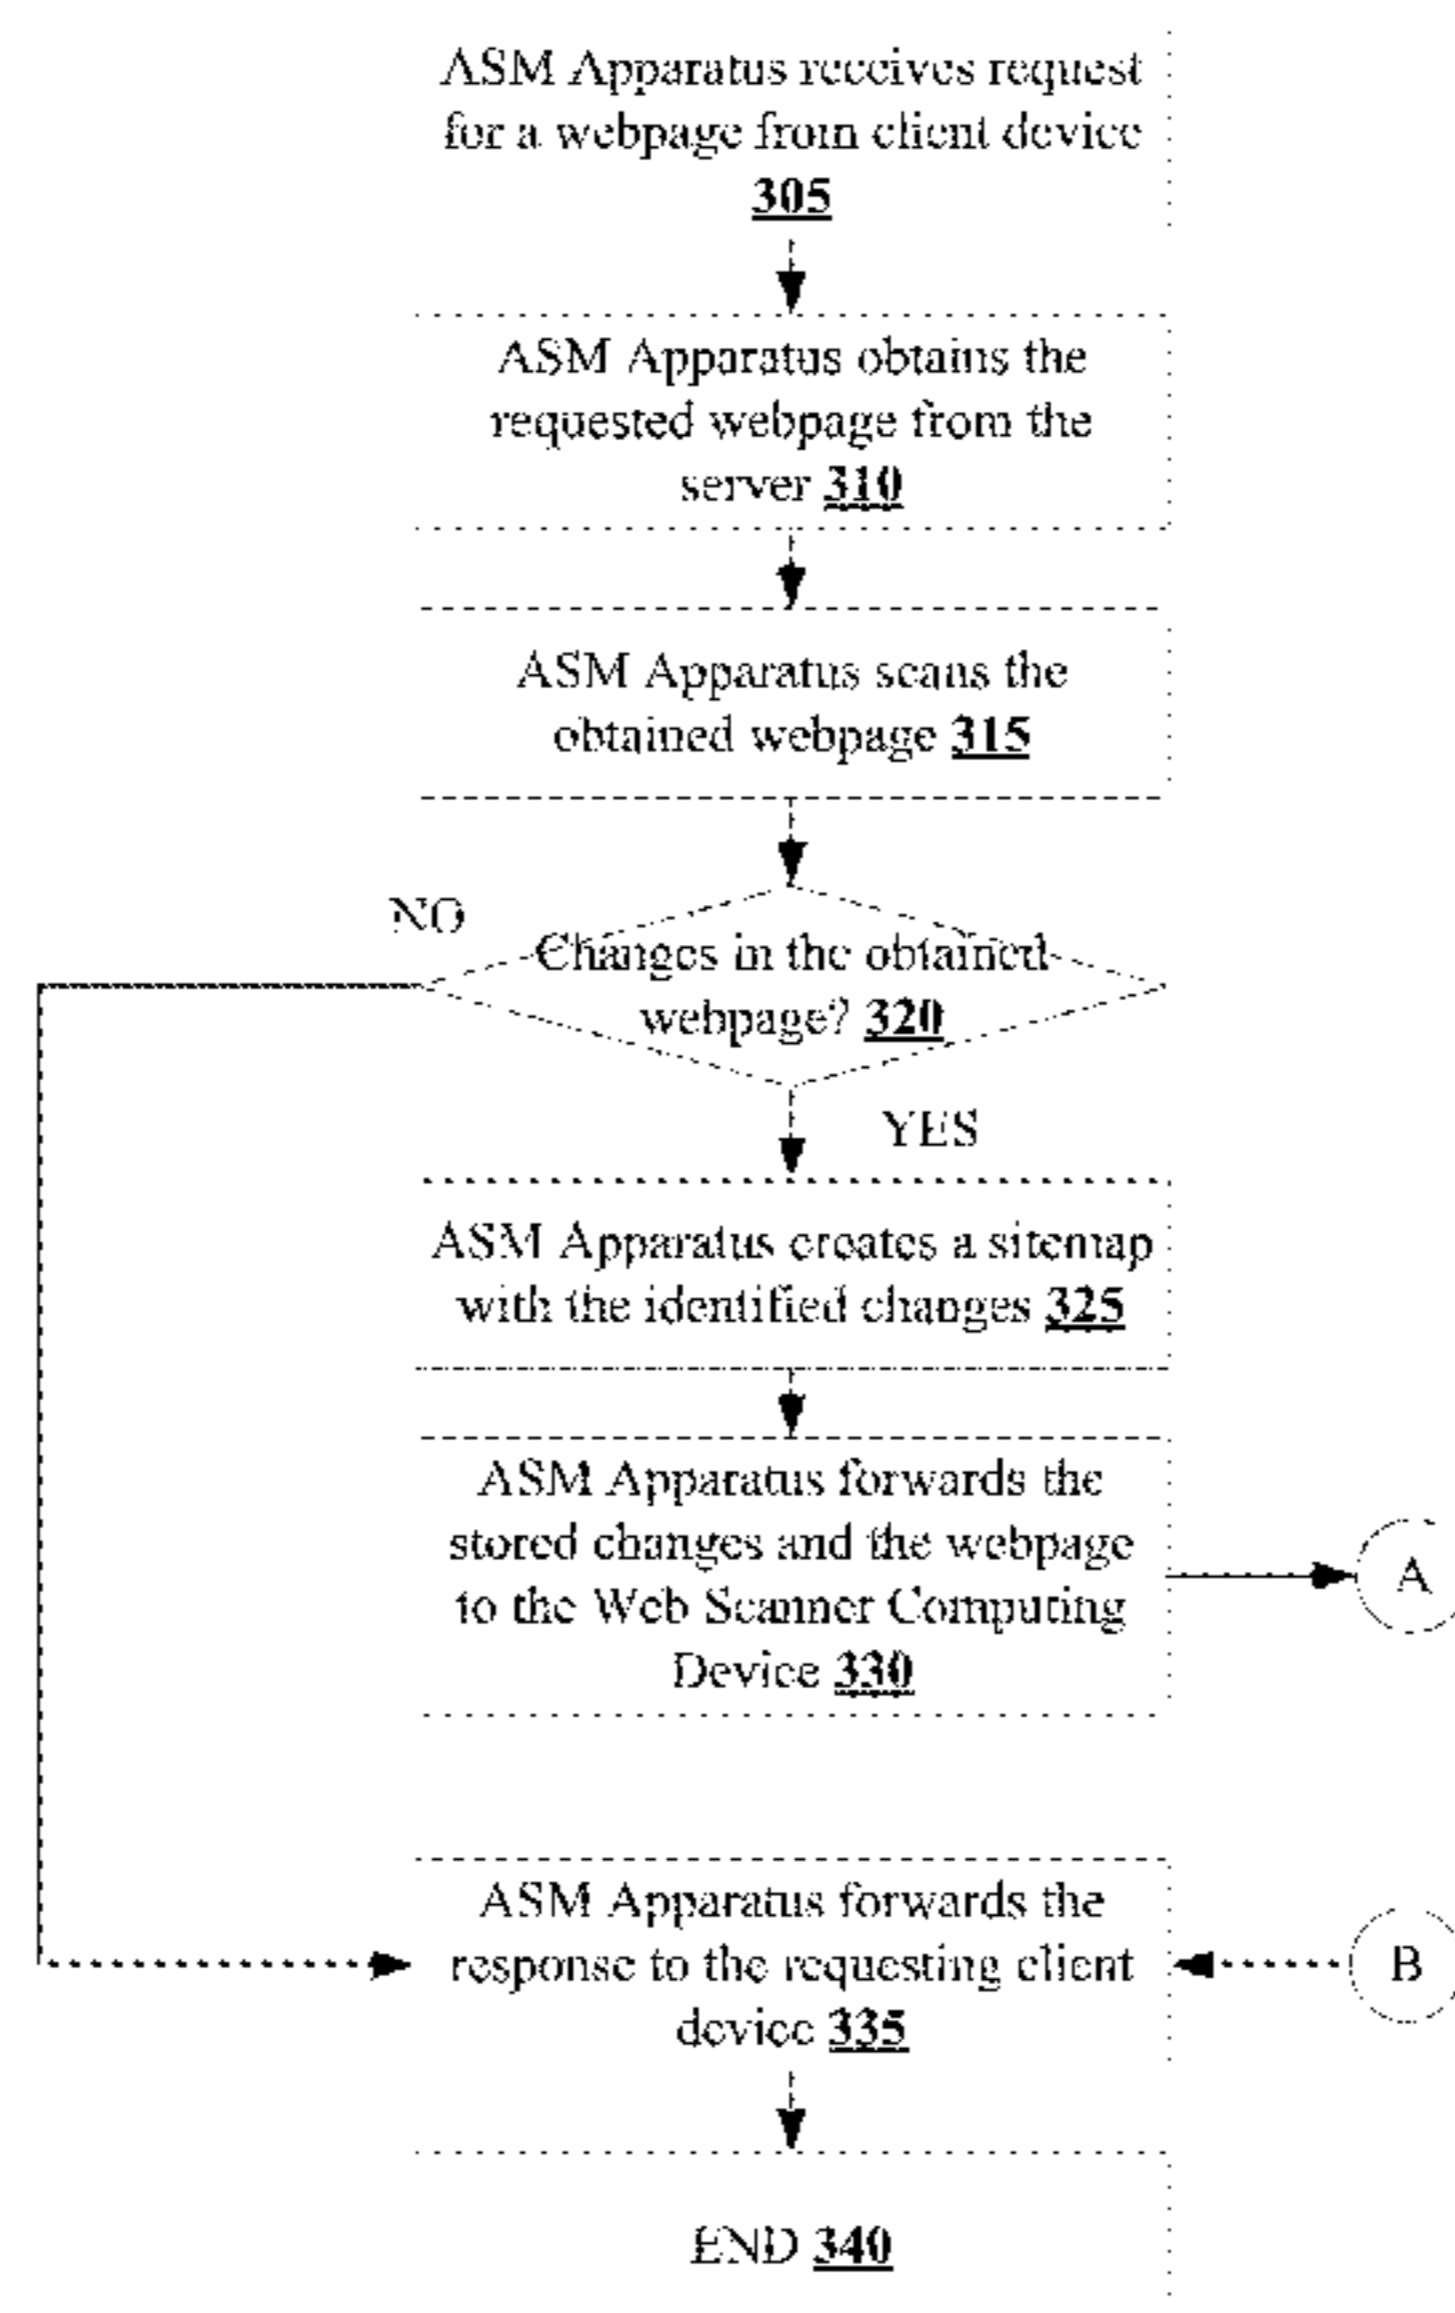 ASM Apparatus receives request
for a webpage from client device
305
ASM Apparatus obtains the
requested webpage from the
server 310
ASM Apparatus scans the
obtained webpage 315
NO
Changes in the obtained
webpage? 320
YES
ASM Apparatus creates a sitemap
with the identified changes 325
ASM Apparatus forwards the
stored changes and the webpage
to the Web Scanner Computing
Device 330
A
ASM Apparatus forwards the
response to the requesting client
device 335
B
END 340